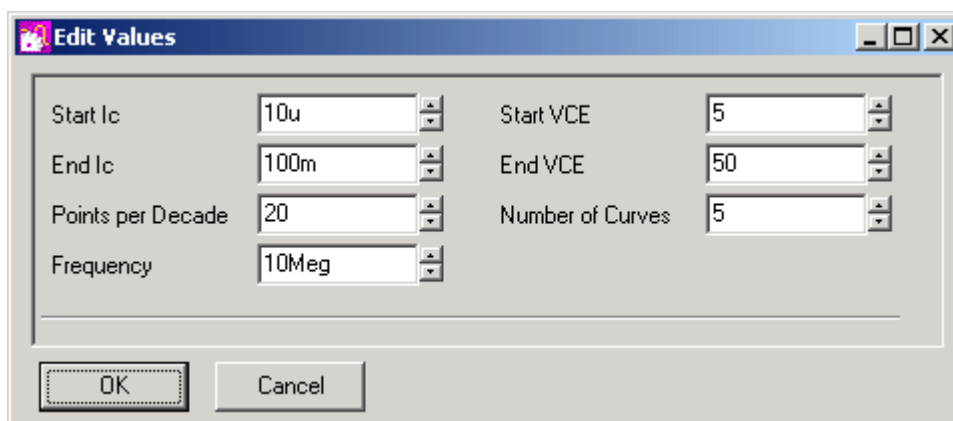 Edit Values
Start Ic 10u Start VCE 5
End Ic 100m End VCE 50
Points per Decade 20 Number of Curves 5
Frequency 10Meg
OK Cancel